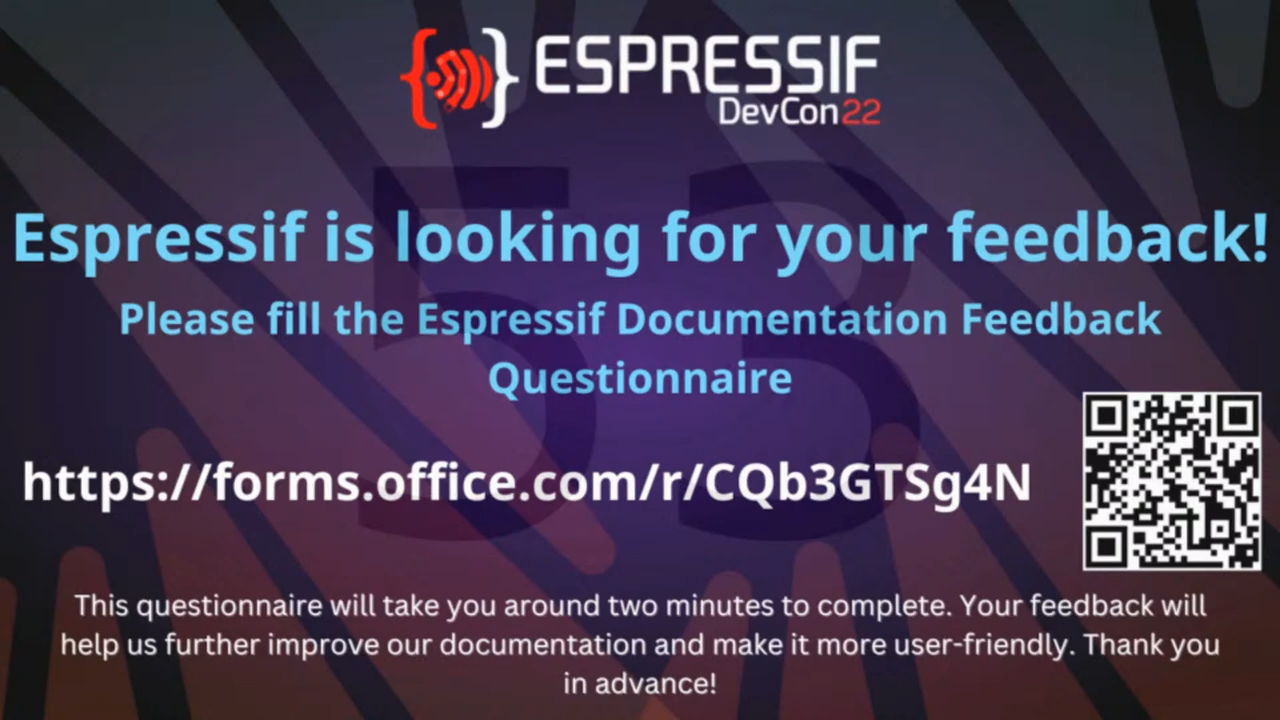 ESPRESSIF
DevCon22
53
Espressif is looking for your feedback!
Please fill the Espressif Documentation Feedback
Questionnaire
https://forms.office.com/r/CQb3GTSg4N
This questionnaire will take you around two minutes to complete. Your feedback will
help us further improve our documentation and make it more user-friendly. Thank you
in advance!